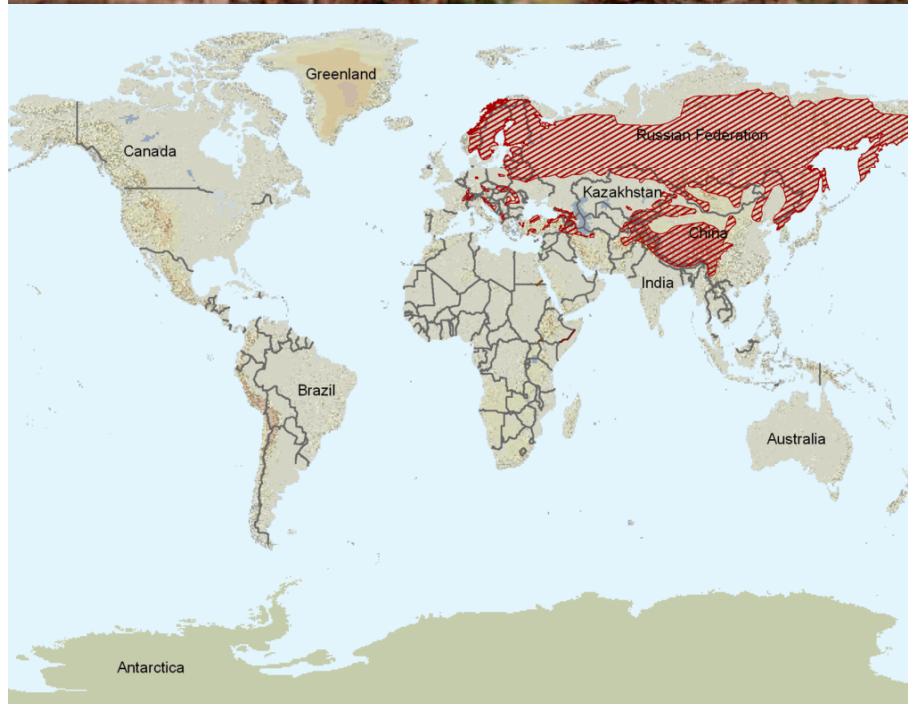 Greenland
Canada
Russian Federation
Kazakhstan
China
India
Brazil
Australia
Antarctica